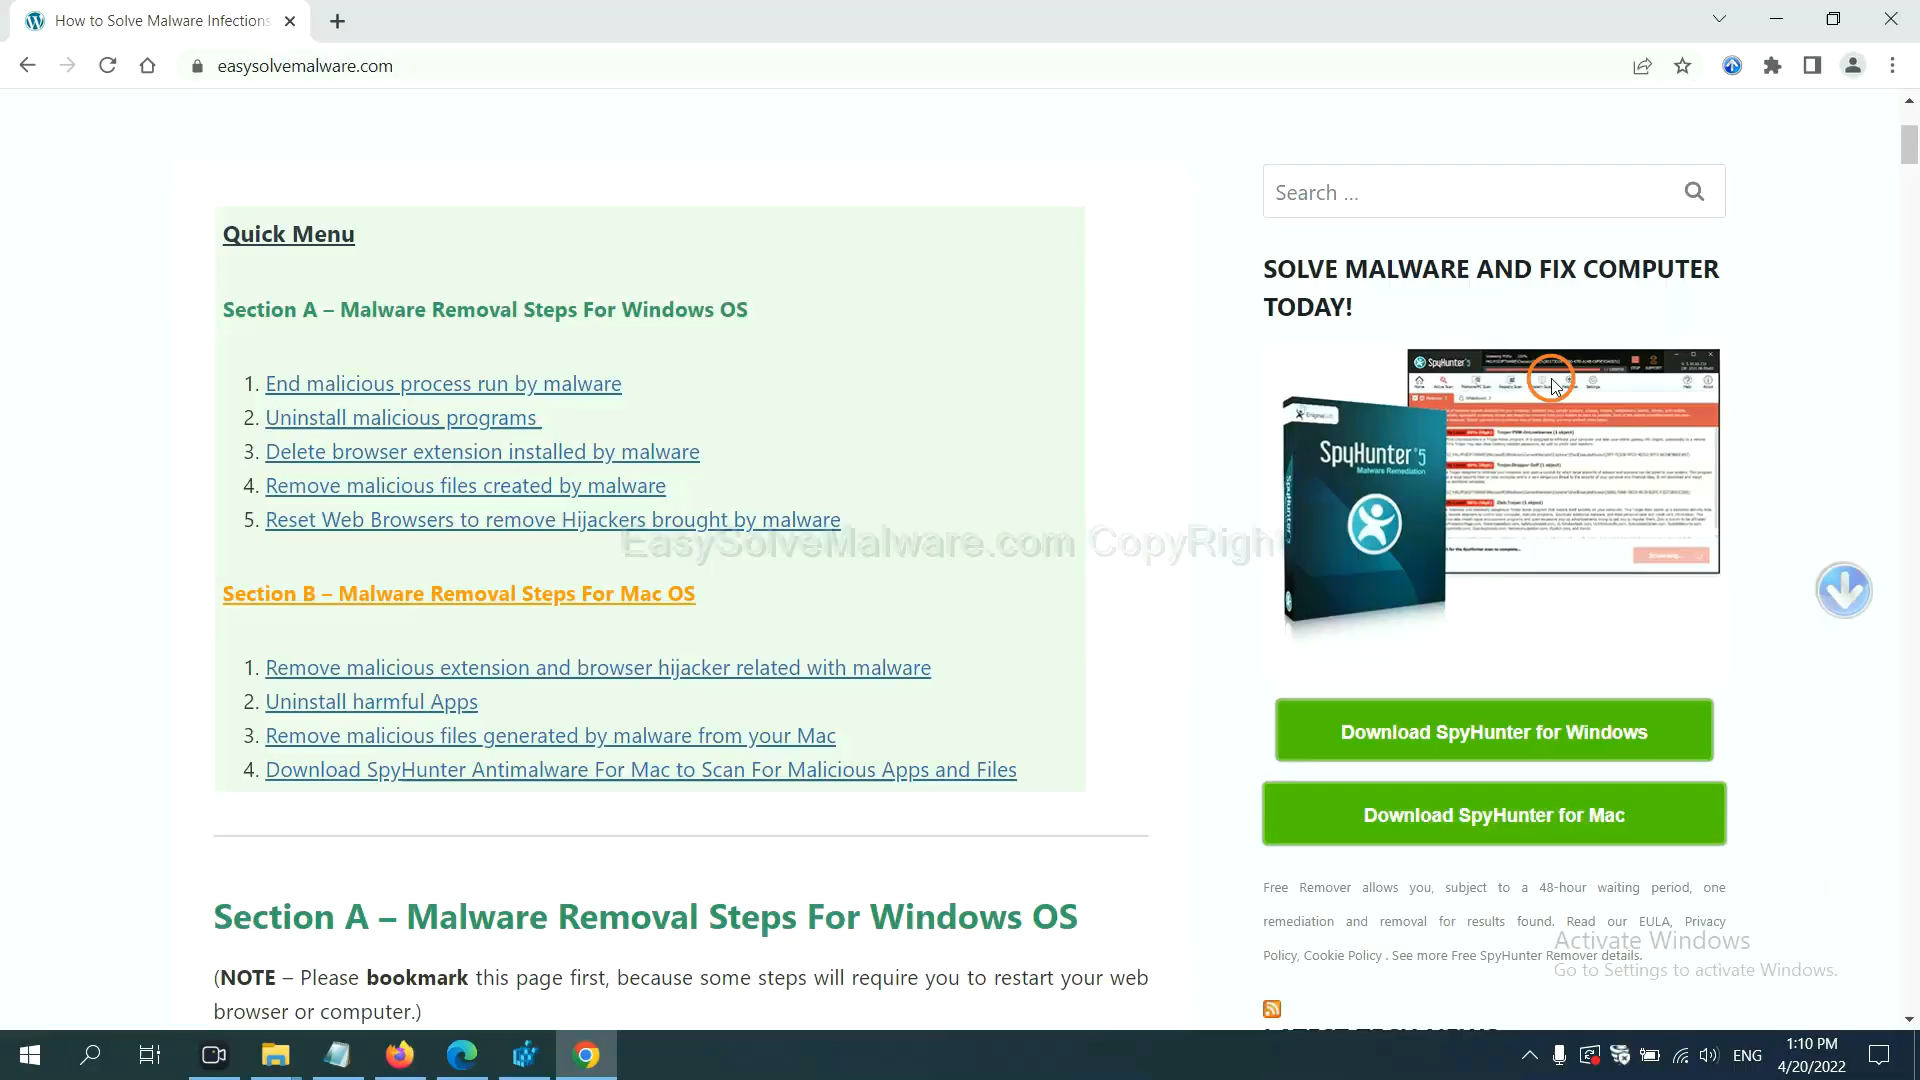 How to Solve Malware Infections
easysolvemalware.com
Quick Menu
Section A – Malware Removal Steps For Windows OS
1. End malicious process run by malware
2. Uninstall malicious programs
3. Delete browser extension installed by malware
4. Remove malicious files created by malware
5. Reset Web Browsers to remove Hijackers brought by malware
EasySolveMalware.com CopyRigh
Section B – Malware Removal Steps For Mac OS
1. Remove malicious extension and browser hijacker related with malware
2. Uninstall harmful Apps
3. Remove malicious files generated by malware from your Mac
4. Download SpyHunter Antimalware For Mac to Scan For Malicious Apps and Files
Section A – Malware Removal Steps For Windows OS
(NOTE – Please bookmark this page first, because some steps will require you to restart your web
browser or computer.)
Search ...
SOLVE MALWARE AND FIX COMPUTER
TODAY!
SpyHunter 5
SpyHunter 5
Malware Remediation
SpyHunter 5
Download SpyHunter for Windows
Download SpyHunter for Mac
Free Remover allows you, subject to a 48-hour waiting period, one
remediation and removal for results found. Read our EULA, Privacy
Policy, Cookie Policy . See more Free SpyHunter Remover details.
Activate Windows
Go to Settings to activate Windows.
LATEST TECH NEWS
ENG
1:10 PM
4/20/2022